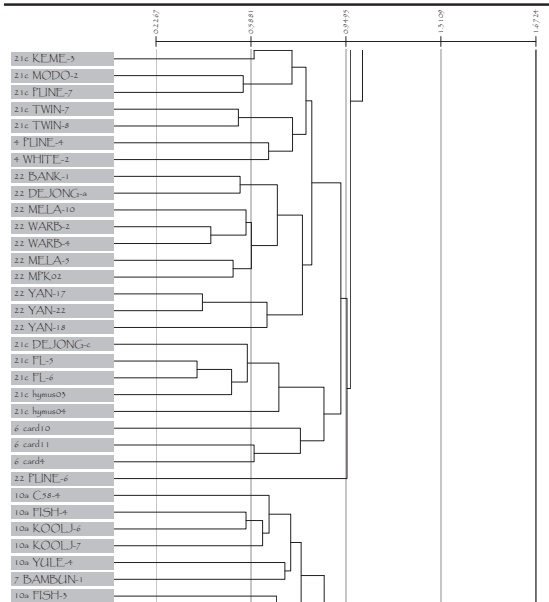 0.2267
0.5881
0.9495
1.3109
1.6724
21c KEME-3
21c MODO-2
21c PLINE-7
21c TWIN-7
21c TWIN-8
4 PLINE-4
4 WHITE-2
22 BANK-1
22 DEJONG-a
22 MELA-10
22 WARB-2
22 WARB-4
22 MELA-5
22 MPK02
22 YAN-17
22 YAN-22
22 YAN-18
21c DEJONG-c
21c FL-5
21c FL-6
21c hymus03
21c hymus04
6 card10
6 card11
6 card4
22 PLINE-6
10a C38-4
10a FISH-4
10a KOOLJ-6
10a KOOLJ-7
10a YULE-4
7 BAMBUN-1
10a FISH-3